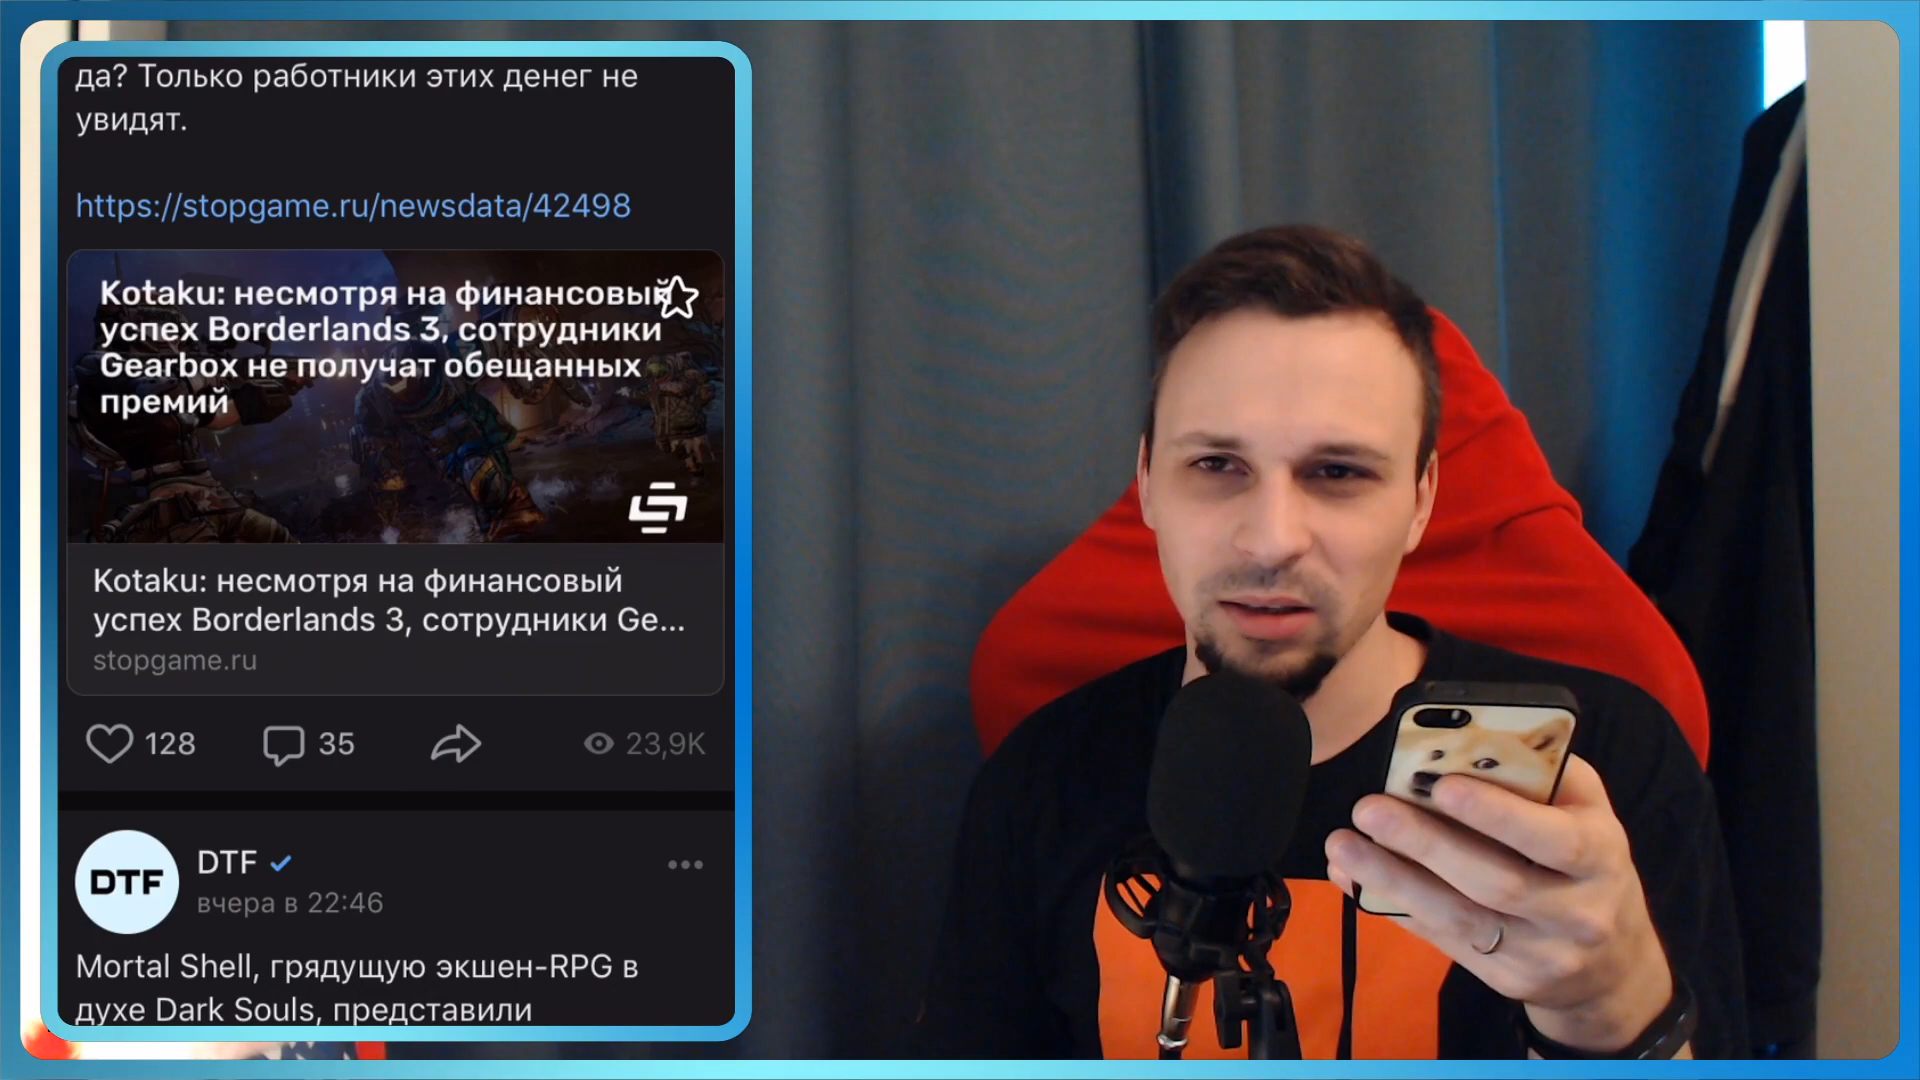 да? Только работники этих денег не
увидят.
https://stopgame.ru/newsdata/42498
Kotaku: несмотря на финансовый
успех Borderlands 3, сотрудники
Gearbox не получат обещанных
премий
Kotaku: несмотря на финансовый
успех Borderlands 3, сотрудники Ge...
stopgame.ru
128
35
23,9K
DTF
DTF
вчера в 22:46
Mortal Shell, грядущую экшен-RPG в
духе Dark Souls, представили